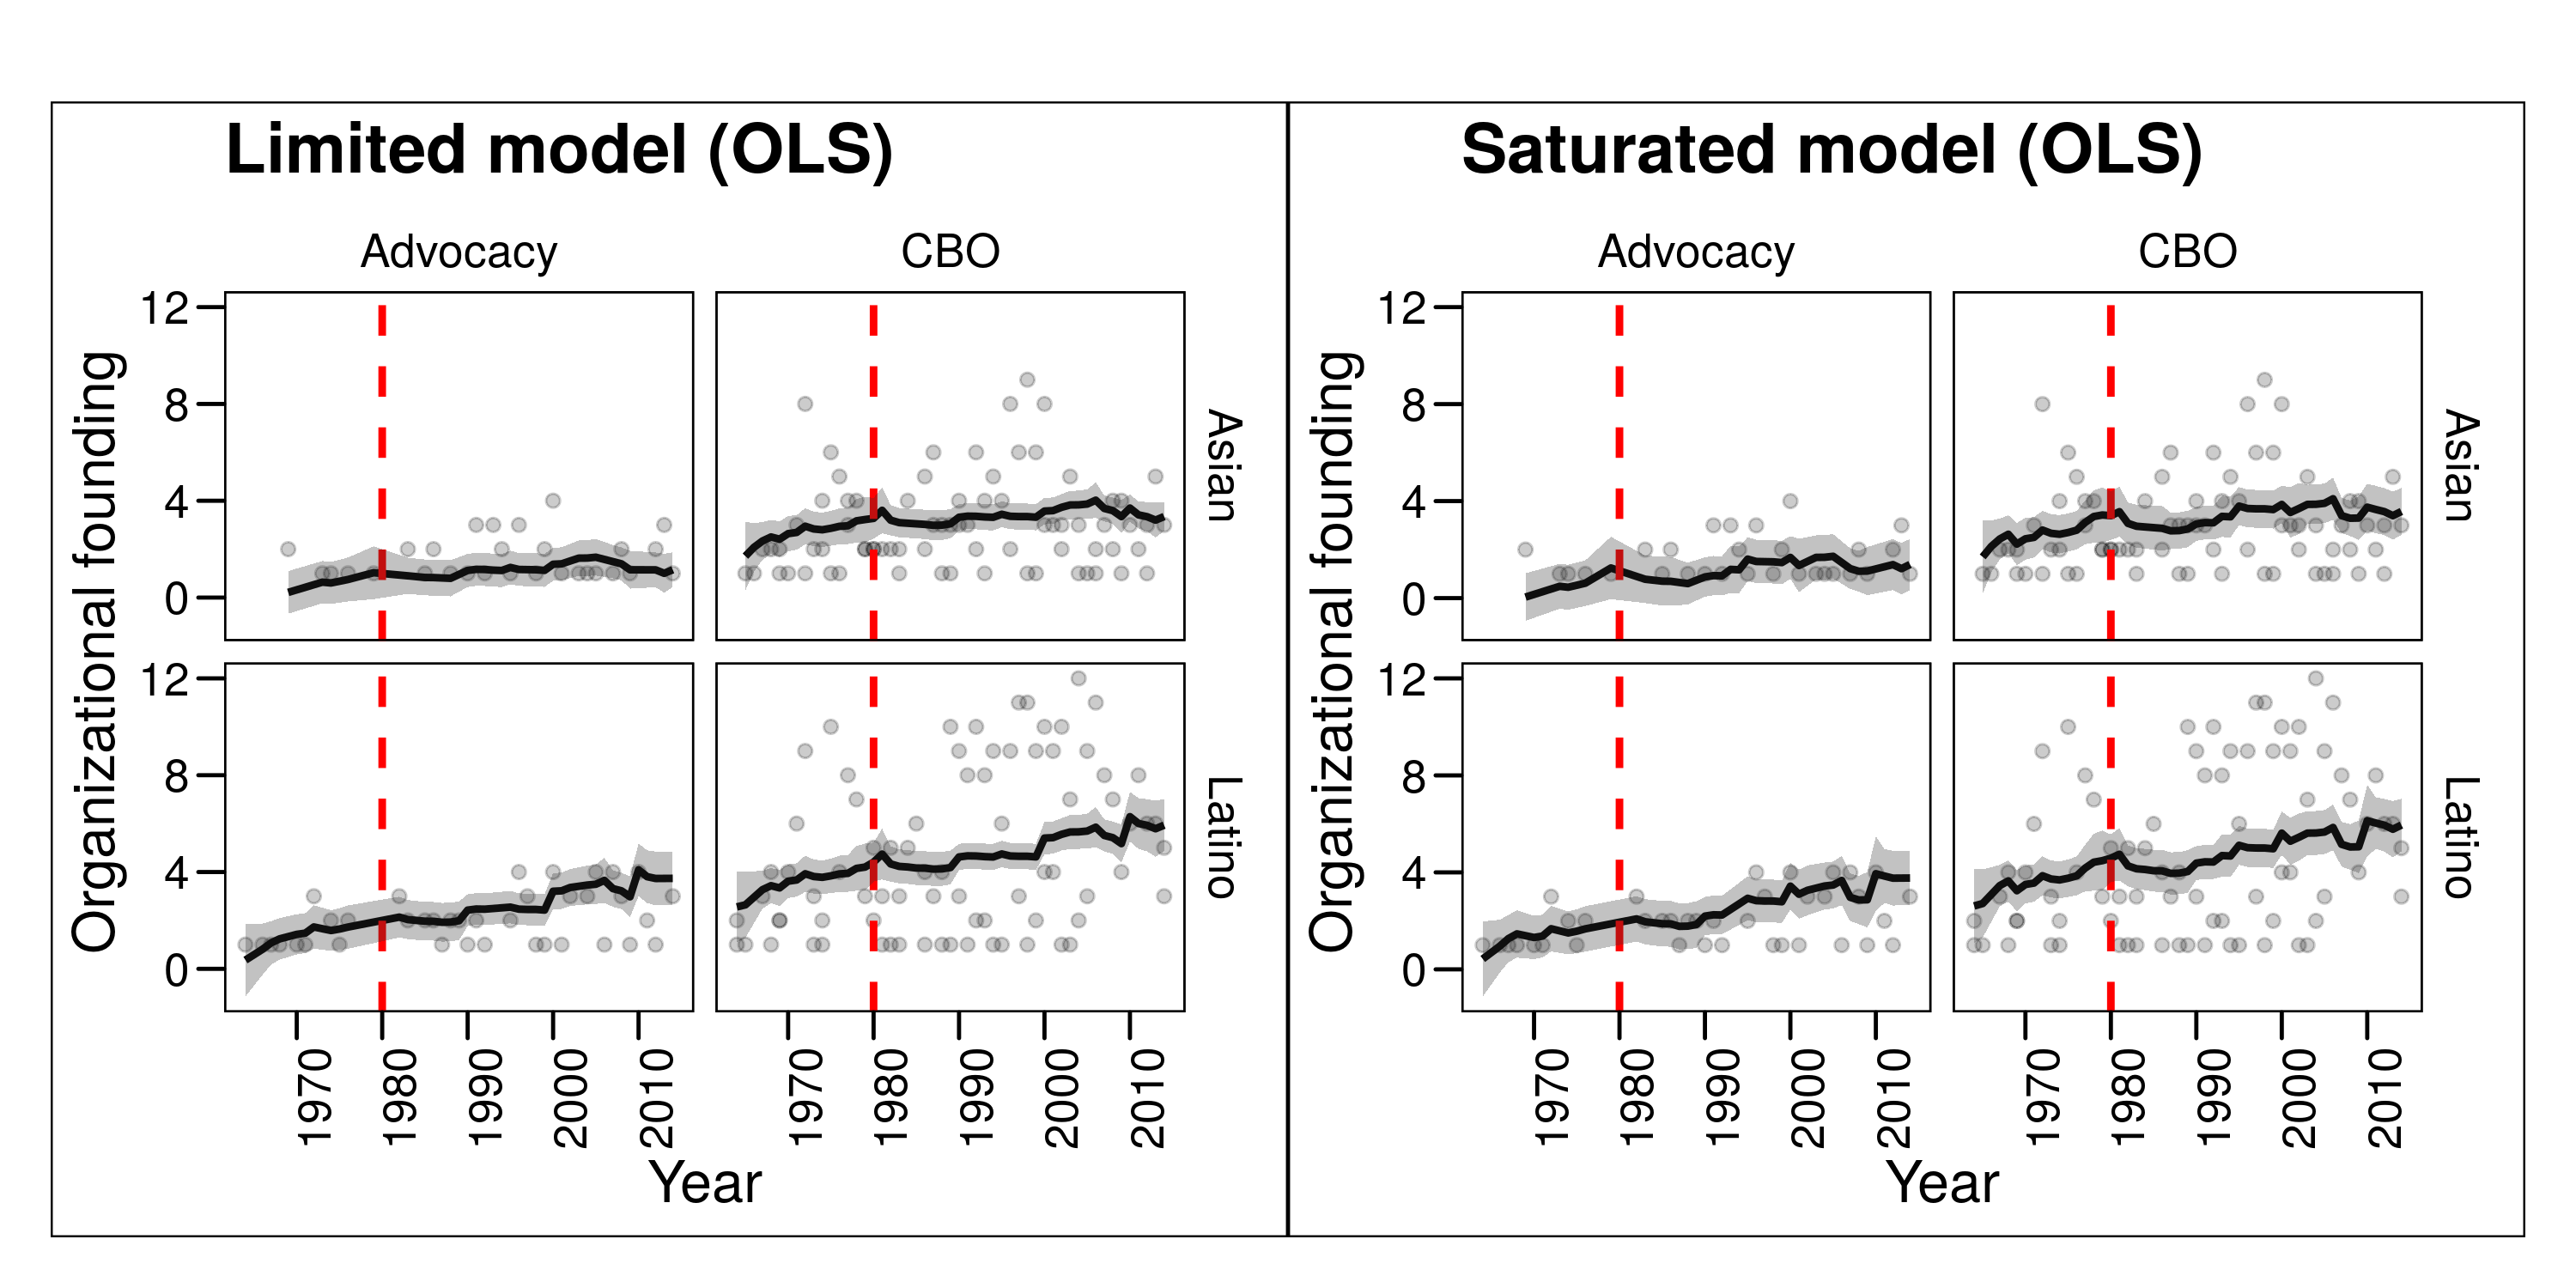 Limited model (OLS)
Saturated model (OLS)
Advocacy
CBO
Advocacy
CBO
Organizational founding
12
8
4
0
Asian
12
8
4
0
Latino
1970
1980
1990
2000
2010
1970
1980
1990
2000
2010
Year
Organizational founding
12
8
4
0
Asian
12
8
4
0
Latino
1970
1980
1990
2000
2010
1970
1980
1990
2000
2010
Year